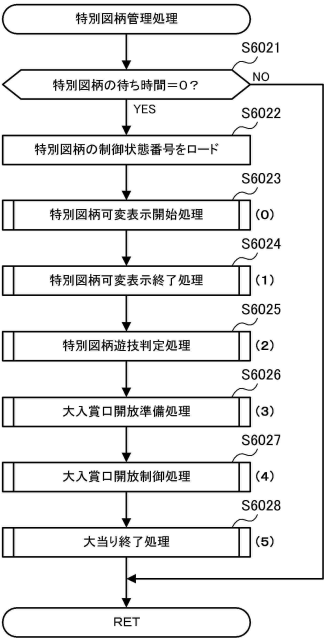 特別図柄管理処理
S6021
特別図柄の待ち時間=0?
NO
YES
S6022
特別図柄の制御状態番号をロード
S6023
特別図柄可変表示開始処理
(0)
S6024
特別図柄可変表示終了処理
(1)
S6025
特別図柄遊技判定処理
(2)
S6026
大入賞口開放準備処理
(3)
S6027
大入賞口開放制御処理
(4)
S6028
大当り終了処理
(5)
RET